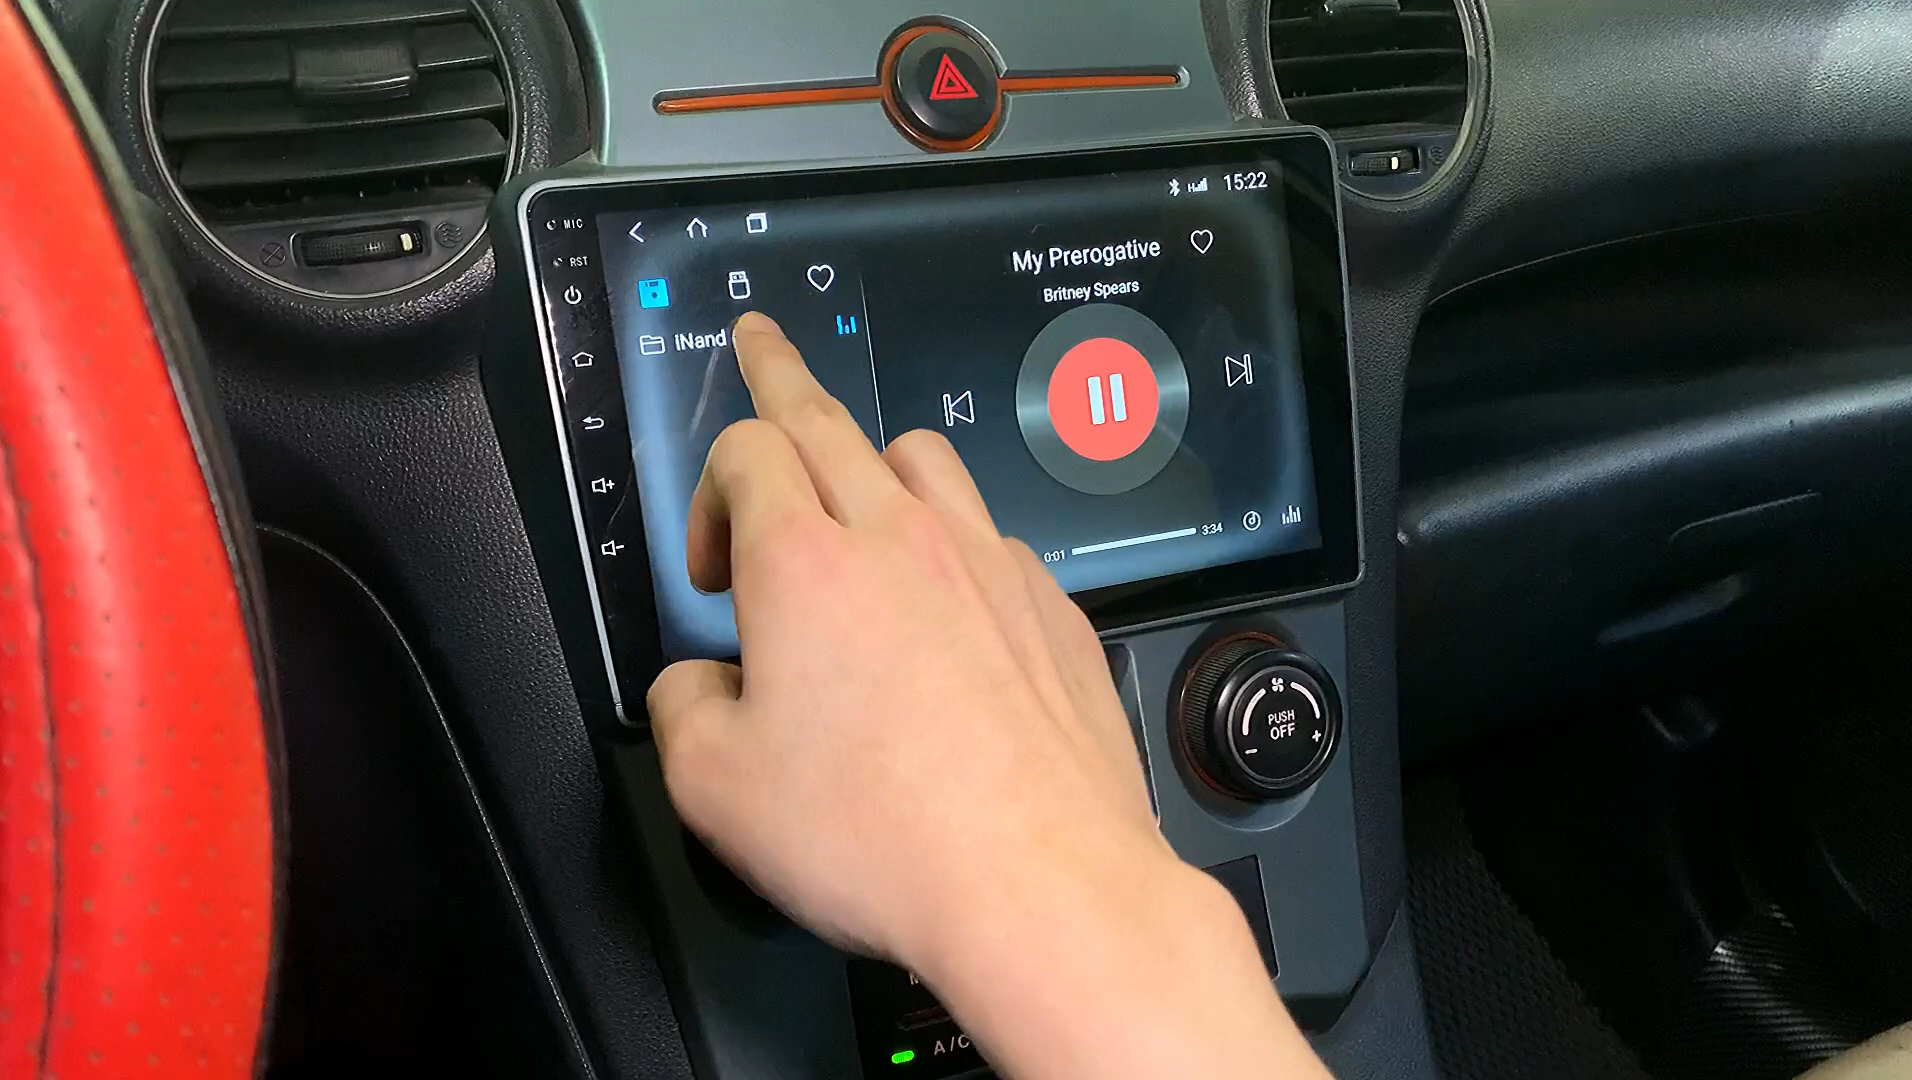 MIC
RST
15:22
My Prerogative
Britney Spears
iNand
0:01
3:34
PUSH
OFF
A/C